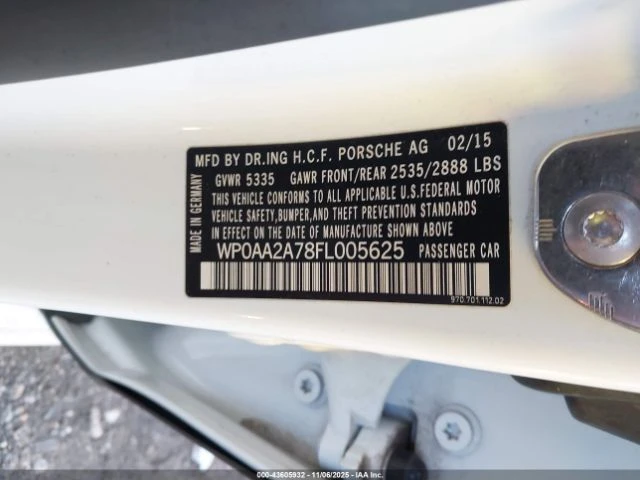 MFD BY DR.ING H.C.F. PORSCHE AG 02/15
GVWR 5335 GAWR FRONT/REAR 2535/2888 LBS
THIS VEHICLE CONFORMS TO ALL APPLICABLE U.S.FEDERAL MOTOR
VEHICLE SAFETY,BUMPER,AND THEFT PREVENTION STANDARDS
IN EFFECT ON THE DATE OF MANUFACTURE SHOWN ABOVE
WP0AA2A78FL005625 PASSENGER CAR
MADE IN GERMANY
970.701.112.02
000-43605932 - 11/06/2025 - IAA Inc.